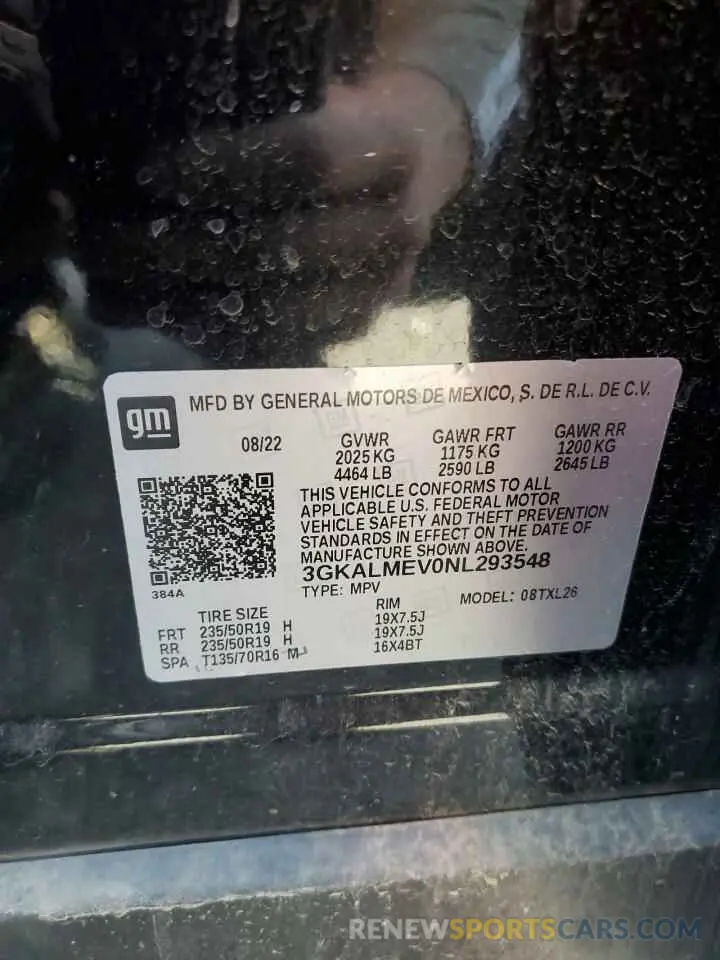 gm MFD BY GENERAL MOTORS DE MEXICO, S. DE R.L. DE C.V.
08/22 GVWR GAWR FRT GAWR RR
2025 KG 1175 KG 1200 KG
4464 LB 2590 LB 2645 LB
THIS VEHICLE CONFORMS TO ALL
APPLICABLE U.S. FEDERAL MOTOR
VEHICLE SAFETY AND THEFT PREVENTION
STANDARDS IN EFFECT ON THE DATE OF
MANUFACTURE SHOWN ABOVE.
3GKALMEV0NL293548
384A
TYPE: MPV MODEL: 08TXL26
TIRE SIZE RIM
FRT 235/50R19 H 19X7.5J
RR 235/50R19 H 19X7.5J
SPA T135/70R16 M 16X4BT
RENEWSPORTSCARS.COM